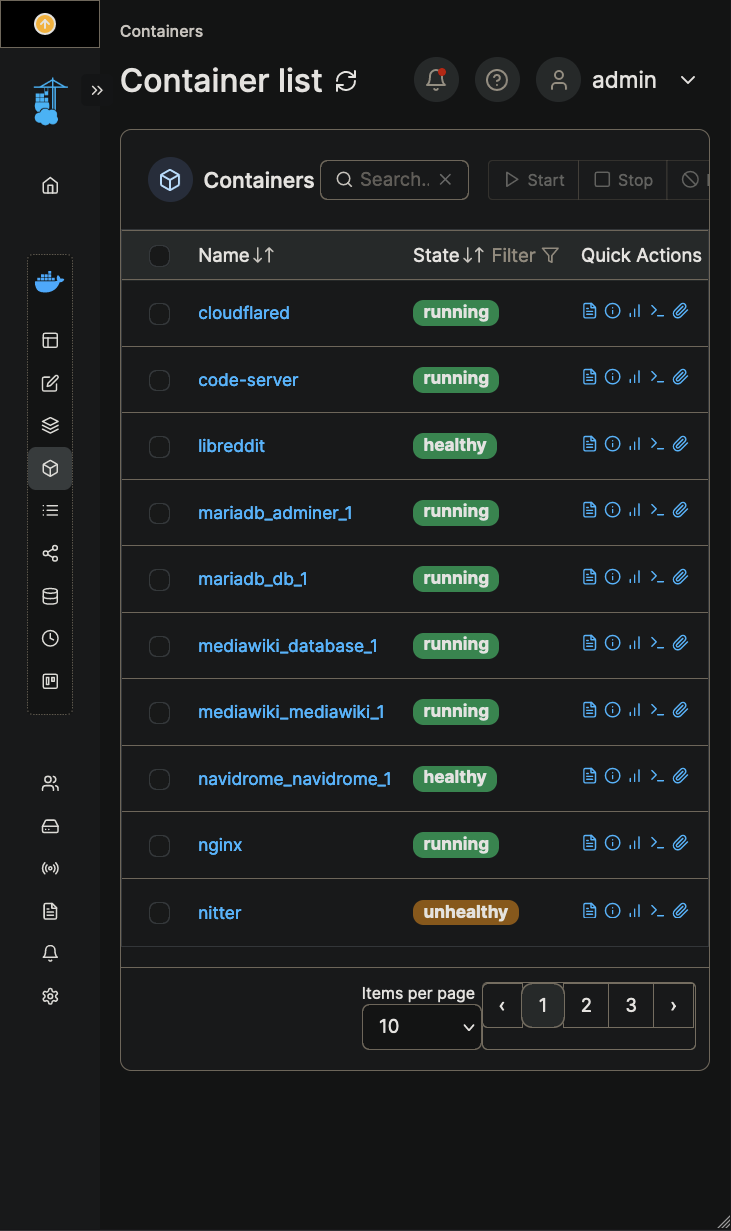 Containers
Container list
admin
Containers
Search..
Start
Stop
Name
State
Filter
Quick Actions
cloudflared
running
code-server
running
libreddit
healthy
mariadb_adminer_1
running
mariadb_db_1
running
mediawiki_database_1
running
mediawiki_mediawiki_1
running
navidrome_navidrome_1
healthy
nginx
running
nitter
unhealthy
Items per page
10
‹ 1 2 3 ›